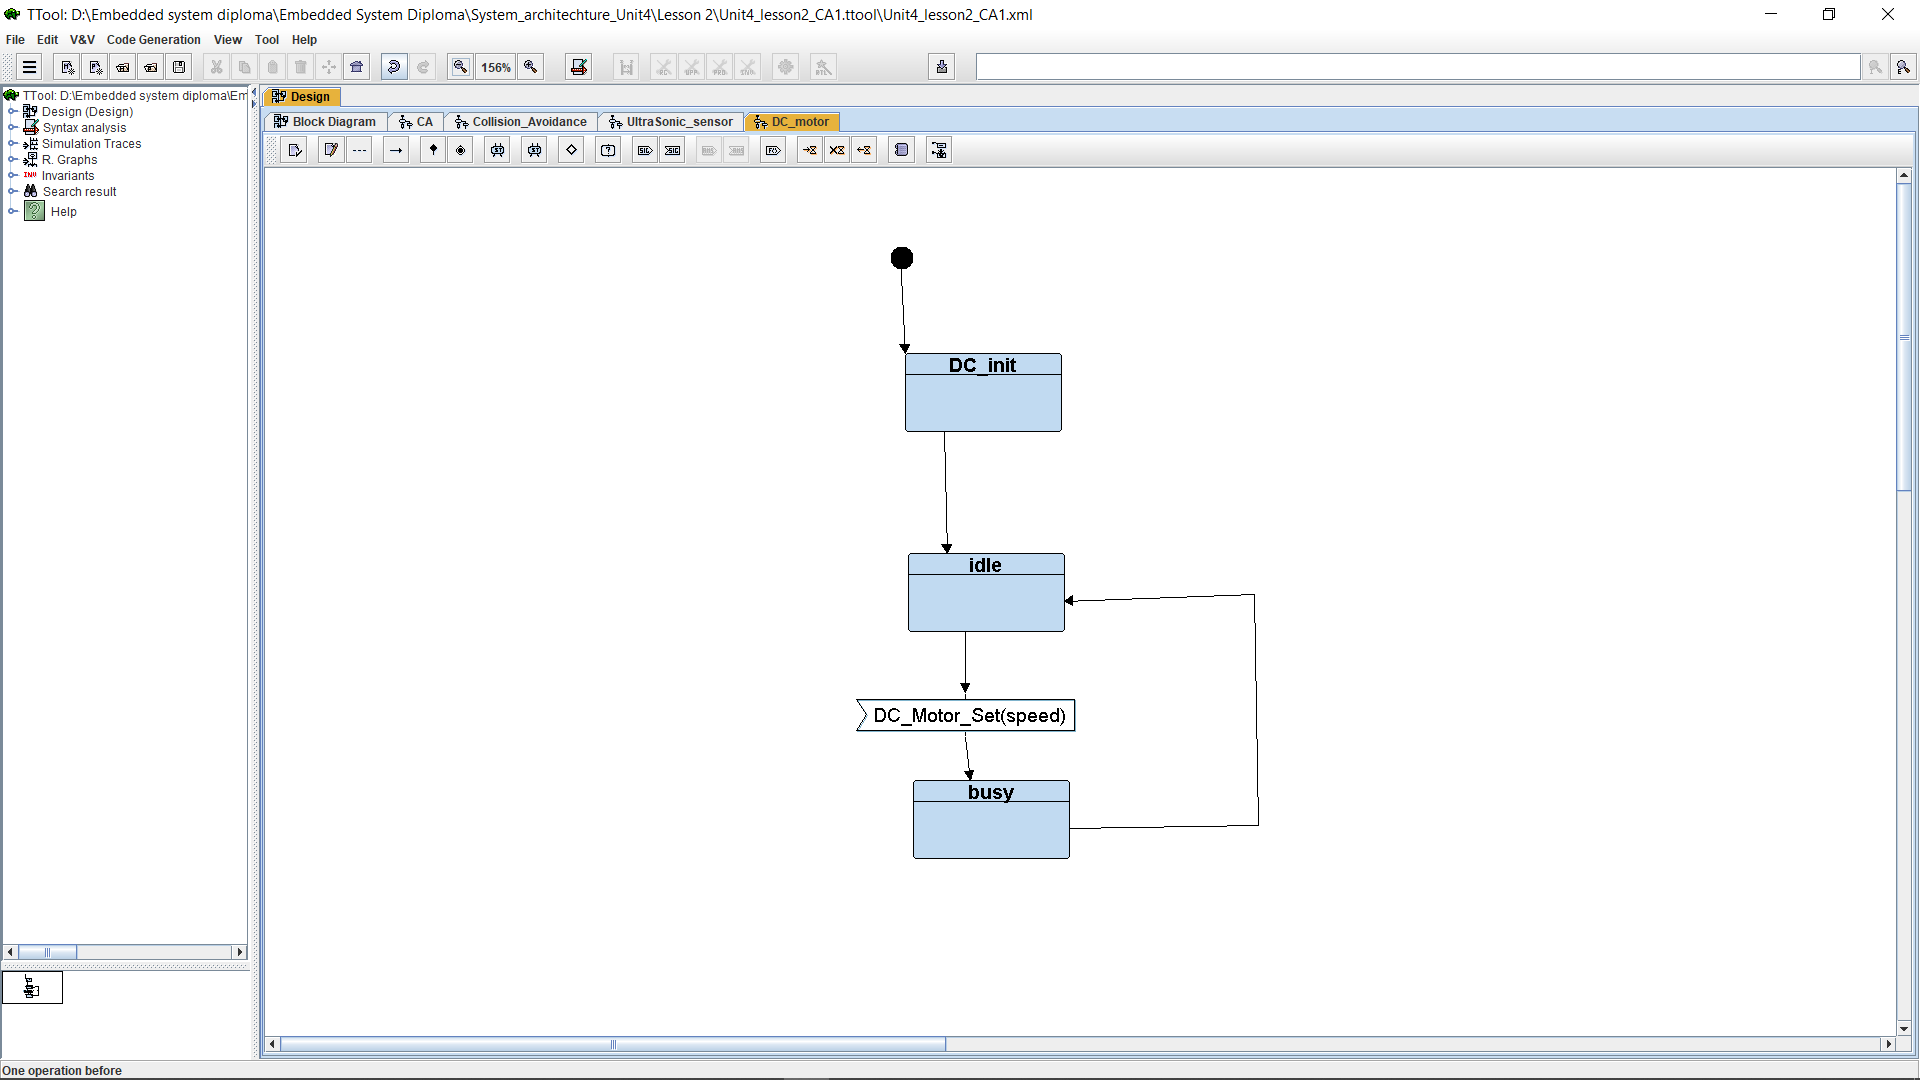 TTool: D:\Embedded system diploma\Embedded System Diploma\System_architechture_Unit4\Lesson 2\Unit4_lesson2_CA1.ttool\Unit4_lesson2_CA1.xml
File Edit V&V Code Generation View Tool Help
156%
TTool: D:\Embedded system diploma\Em
Design (Design)
Syntax analysis
Simulation Traces
R. Graphs
INV Invariants
Search result
? Help
Design
Block Diagram CA Collision_Avoidance UltraSonic_sensor DC_motor
DC_init
idle
DC_Motor_Set(speed)
busy
One operation before